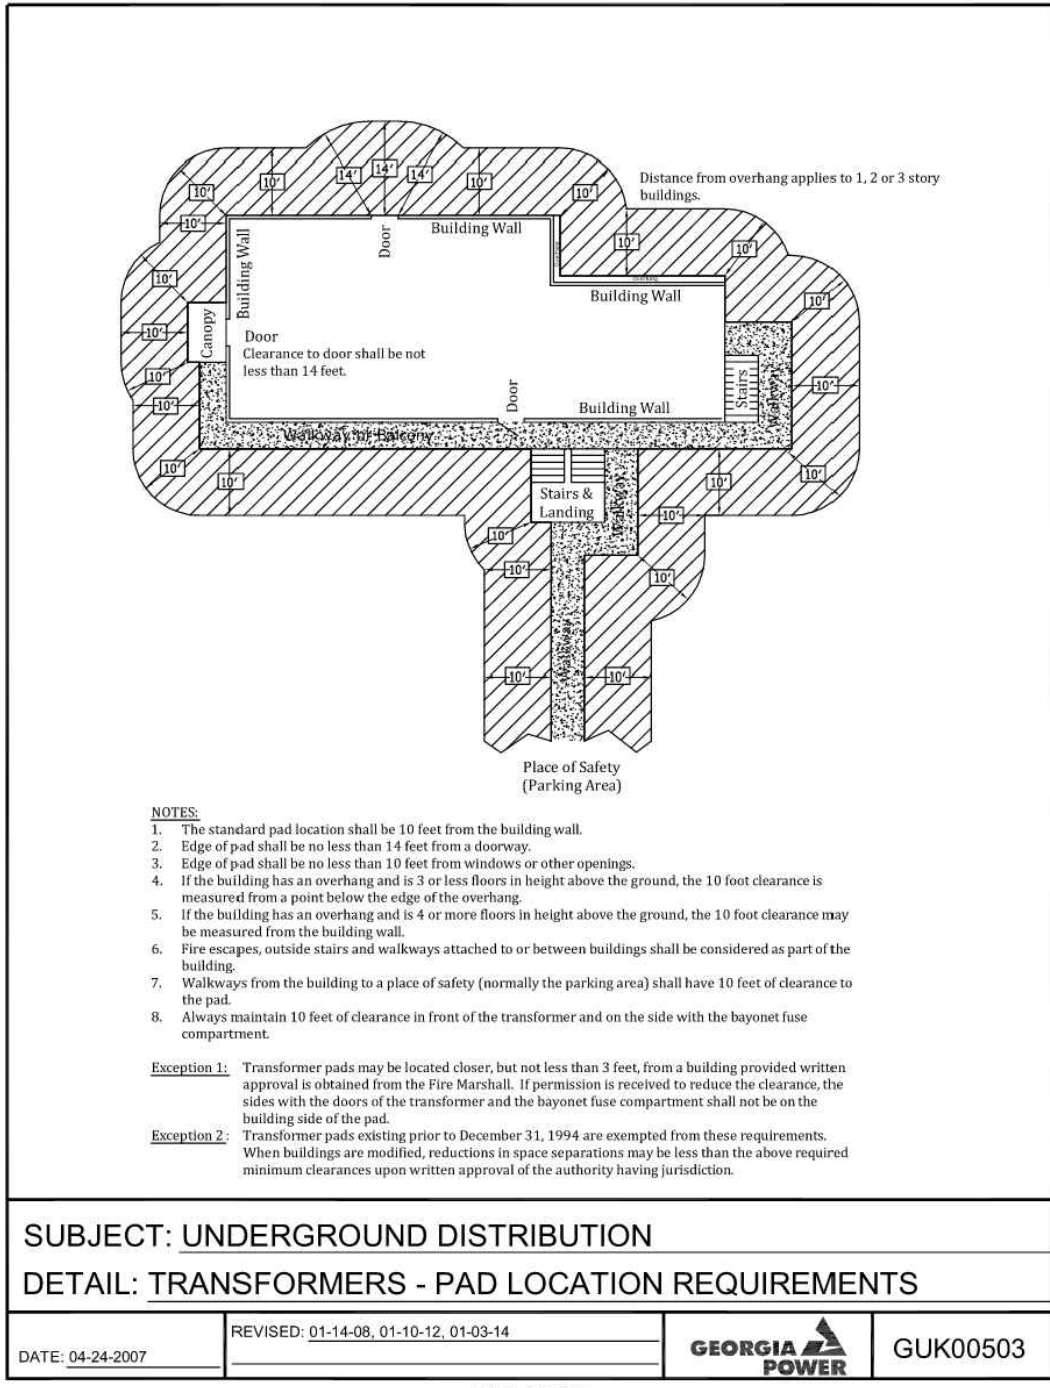 14'
14'
14'
10'
10'
10'
10'
10'
Distance from overhang applies to 1, 2 or 3 story
buildings.
Door
Building Wall
10'
10'
Building Wall
10'
Overhang
Building Wall
10'
Canopy
10'
Door
Clearance to door shall be not
less than 14 feet.
10'
10'
Door
Building Wall
Stairs
Walkway
10'
10'
Walkway or Balcony
10'
10'
10'
10'
Stairs &
Landing
Walkway
10'
10'
10'
10'
Walkway
10'
10'
Place of Safety
(Parking Area)
NOTES:
1. The standard pad location shall be 10 feet from the building wall.
2. Edge of pad shall be no less than 14 feet from a doorway.
3. Edge of pad shall be no less than 10 feet from windows or other openings.
4. If the building has an overhang and is 3 or less floors in height above the ground, the 10 foot clearance is
measured from a point below the edge of the overhang.
5. If the building has an overhang and is 4 or more floors in height above the ground, the 10 foot clearance may
be measured from the building wall.
6. Fire escapes, outside stairs and walkways attached to or between buildings shall be considered as part of the
building.
7. Walkways from the building to a place of safety (normally the parking area) shall have 10 feet of clearance to
the pad.
8. Always maintain 10 feet of clearance in front of the transformer and on the side with the bayonet fuse
compartment.
Exception 1: Transformer pads may be located closer, but not less than 3 feet, from a building provided written
approval is obtained from the Fire Marshall. If permission is received to reduce the clearance, the
sides with the doors of the transformer and the bayonet fuse compartment shall not be on the
building side of the pad.
Exception 2: Transformer pads existing prior to December 31, 1994 are exempted from these requirements.
When buildings are modified, reductions in space separations may be less than the above required
minimum clearances upon written approval of the authority having jurisdiction.
SUBJECT: UNDERGROUND DISTRIBUTION
DETAIL: TRANSFORMERS - PAD LOCATION REQUIREMENTS
DATE: 04-24-2007
REVISED: 01-14-08, 01-10-12, 01-03-14
GEORGIA
POWER
GUK00503